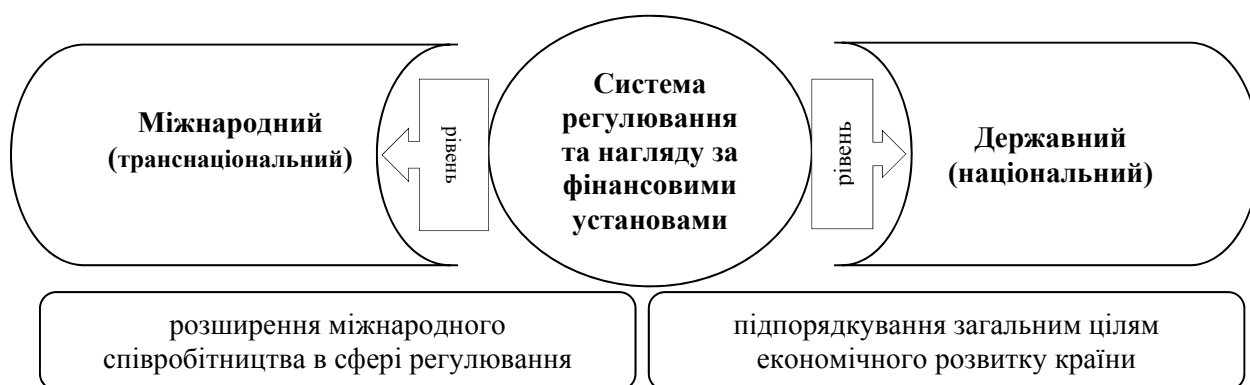 Міжнародний
(транснаціональний)
рівень
Система
регулювання
та нагляду за
фінансовими
установами
рівень
Державний
(національний)
розширення міжнародного
співробітництва в сфері регулювання
підпорядкування загальним цілям
економічного розвитку країни